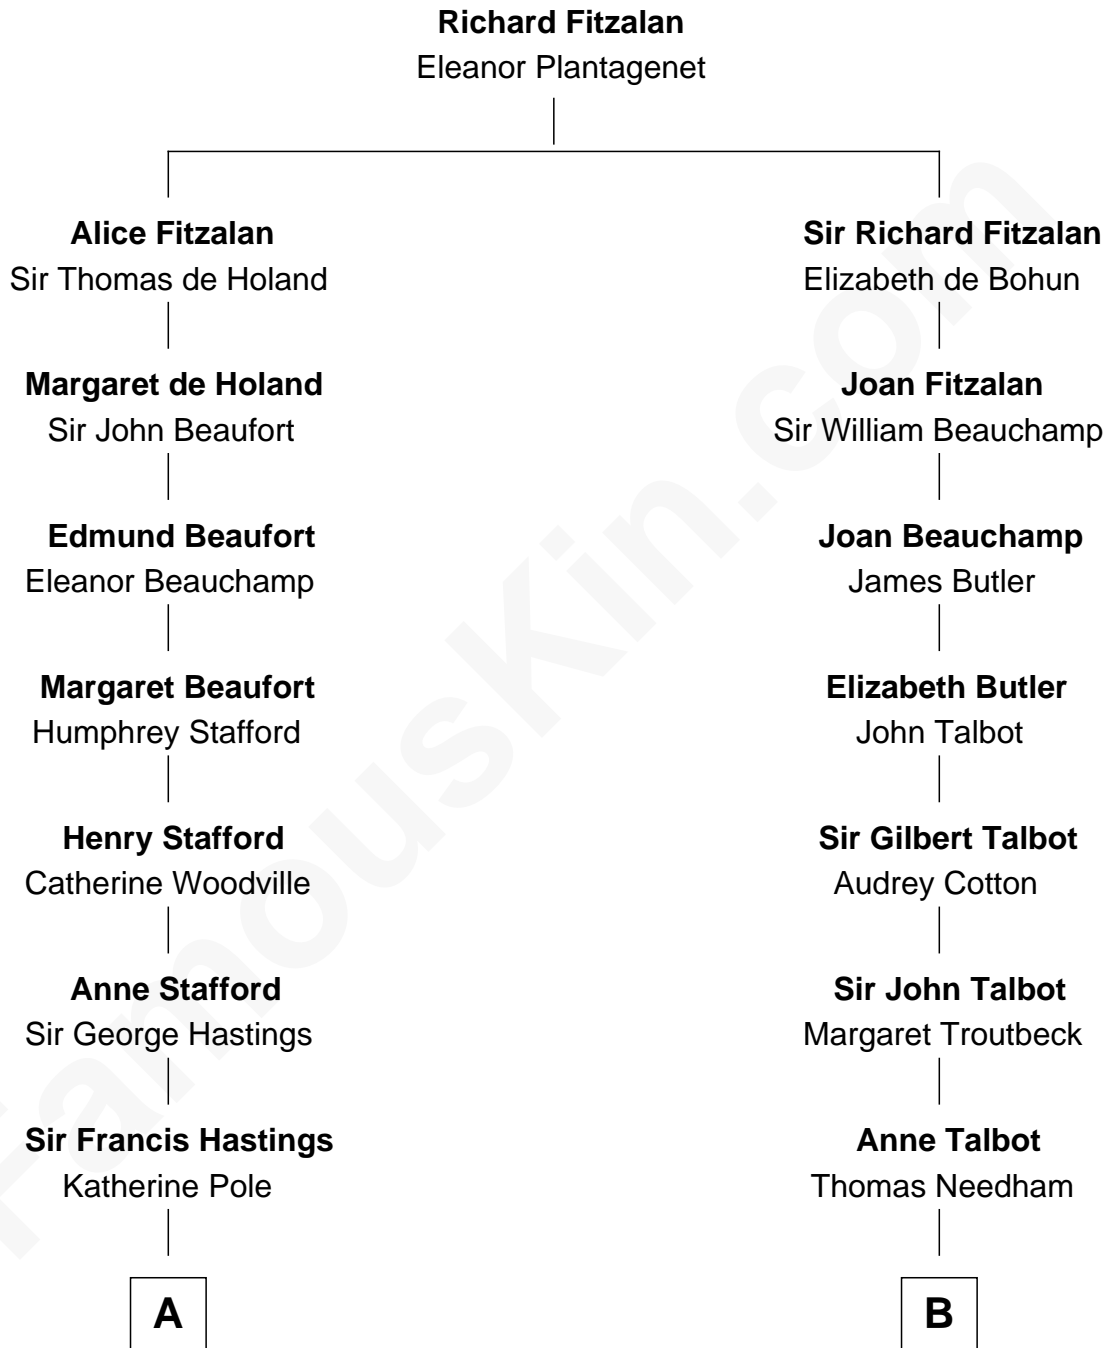 Richard Fitzalan
Eleanor Plantagenet
Alice Fitzalan
Sir Thomas de Holand
Margaret de Holand
Sir John Beaufort
Edmund Beaufort
Eleanor Beauchamp
Margaret Beaufort
Humphrey Stafford
Henry Stafford
Catherine Woodville
Anne Stafford
Sir George Hastings
Sir Francis Hastings
Katherine Pole
A
Sir Richard Fitzalan
Elizabeth de Bohun
Joan Fitzalan
Sir William Beauchamp
Joan Beauchamp
James Butler
Elizabeth Butler
John Talbot
Sir Gilbert Talbot
Audrey Cotton
Sir John Talbot
Margaret Troutbeck
Anne Talbot
Thomas Needham
B
FamousKin.com